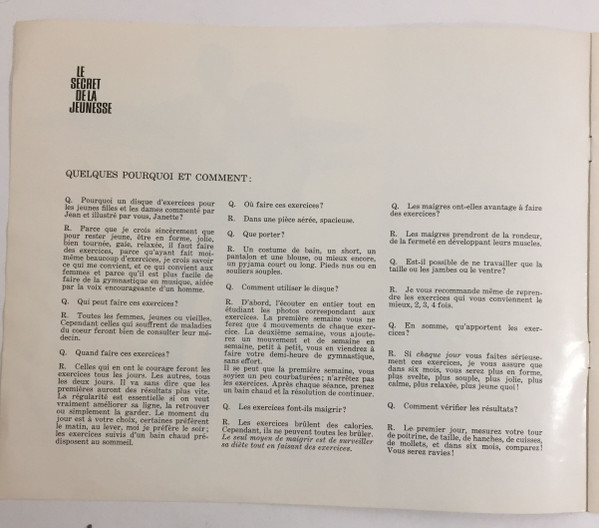 LE
SECRET
DE LA
JEUNESSE
QUELQUES POURQUOI ET COMMENT:
Q. Pourquoi un disque d'exercices pour
les jeunes filles et les dames commenté par
Jean et illustré par vous, Janette?
R. Parce que je crois sincèrement que
pour rester jeune, être en forme, jolie,
bien tournée, gaie, relaxée, il faut faire
des exercices, parce qu'ayant fait moi-
même beaucoup d'exercices, je crois savoir
ce qui me convient, et ce qui convient aux
femmes et parce qu'il est plus facile de
faire de la gymnastique en musique, aidée
par la voix encourageante d'un homme.
Q. Qui peut faire ces exercices?
R. Toutes les femmes, jeunes ou vieilles.
Cependant celles qui souffrent de maladies
du coeur feront bien de consulter leur mé-
decin.
Q. Quand faire ces exercices?
R. Celles qui en ont le courage feront les
exercices tous les jours. Les autres, tous
les deux jours. Il va sans dire que les
premières auront des résultats plus vite.
La régularité est essentielle si on veut
vraiment améliorer sa ligne, la retrouver
ou simplement la garder. Le moment du
jour est à votre choix, certaines préfèrent
le matin, au lever, moi je préfère le soir;
les exercices suivis d'un bain chaud pré-
disposent au sommeil.
Q. Où faire ces exercices?
R. Dans une pièce aérée, spacieuse.
Q. Que porter?
R. Un costume de bain, un short, un
pantalon et une blouse, ou mieux encore,
un pyjama court ou long. Pieds nus ou en
souliers souples.
Q. Comment utiliser le disque?
R. D'abord, l'écouter en entier tout en
étudiant les photos correspondant aux
exercices. La première semaine vous ne
ferez que 4 mouvements de chaque exer-
cice. La deuxième semaine, vous ajoute-
rez un mouvement et de semaine en
semaine, petit à petit, vous en viendrez à
faire votre demi-heure de gymnastique,
sans effort.
Il se peut que la première semaine, vous
soyiez un peu courbaturées; n'arrêtez pas
les exercices. Après chaque séance, prenez
un bain chaud et la résolution de continuer.
Q. Les exercices font-ils maigrir?
R. Les exercices brûlent des calories.
Cependant, ils ne peuvent toutes les brûler.
Le seul moyen de maigrir est de surveiller
sa diète tout en faisant des exercices.
Q. Les maigres ont-elles avantage à faire
des exercices?
R. Les maigres prendront de la rondeur,
de la fermeté en développant leurs muscles.
Q. Est-il possible de ne travailler que la
taille ou les jambes ou le ventre?
R. Je vous recommande même de repren-
dre les exercices qui vous conviennent le
mieux, 2, 3, 4 fois.
Q. En somme, qu'apportent les exer-
cices?
R. Si chaque jour vous faites sérieuse-
ment ces exercices, je vous assure que
dans six mois, vous serez plus en forme,
plus svelte, plus souple, plus jolie, plus
calme, plus relaxée, plus jeune quoi!
Q. Comment vérifier les résultats?
R. Le premier jour, mesurez votre tour
de poitrine, de taille, de hanches, de cuisses,
de mollets, et dans six mois, comparez!
Vous serez ravies!